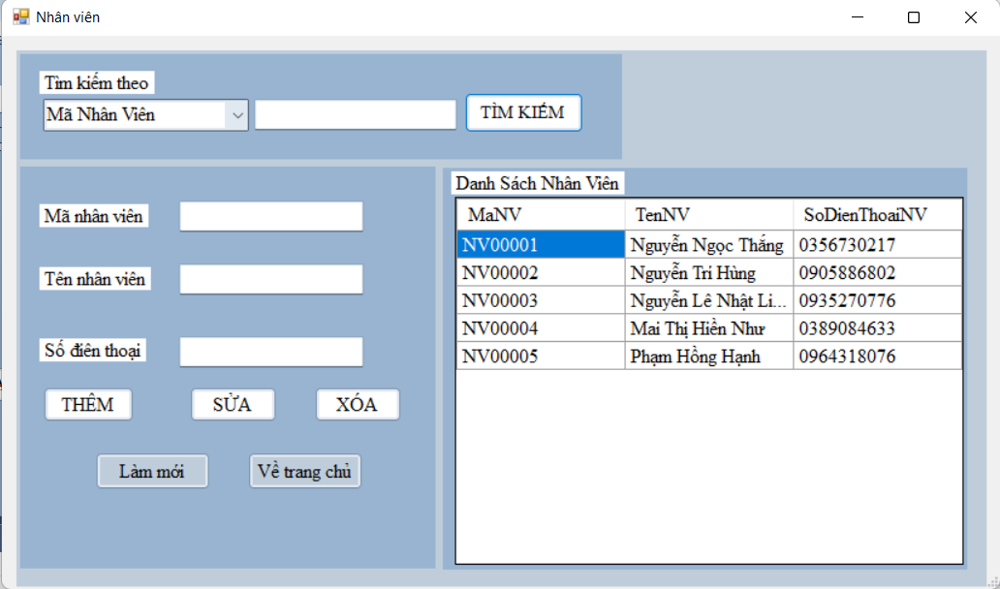 Nhân viên
Tìm kiếm theo
Mã Nhân Viên
TÌM KIẾM
Mã nhân viên
Tên nhân viên
Số điên thoại
THÊM SỬA XÓA
Làm mới Về trang chủ
Danh Sách Nhân Viên
MaNV TenNV SoDienThoaiNV
NV00001 Nguyễn Ngọc Thắng 0356730217
NV00002 Nguyễn Tri Hùng 0905886802
NV00003 Nguyễn Lê Nhật Li... 0935270776
NV00004 Mai Thị Hiền Như 0389084633
NV00005 Phạm Hồng Hạnh 0964318076